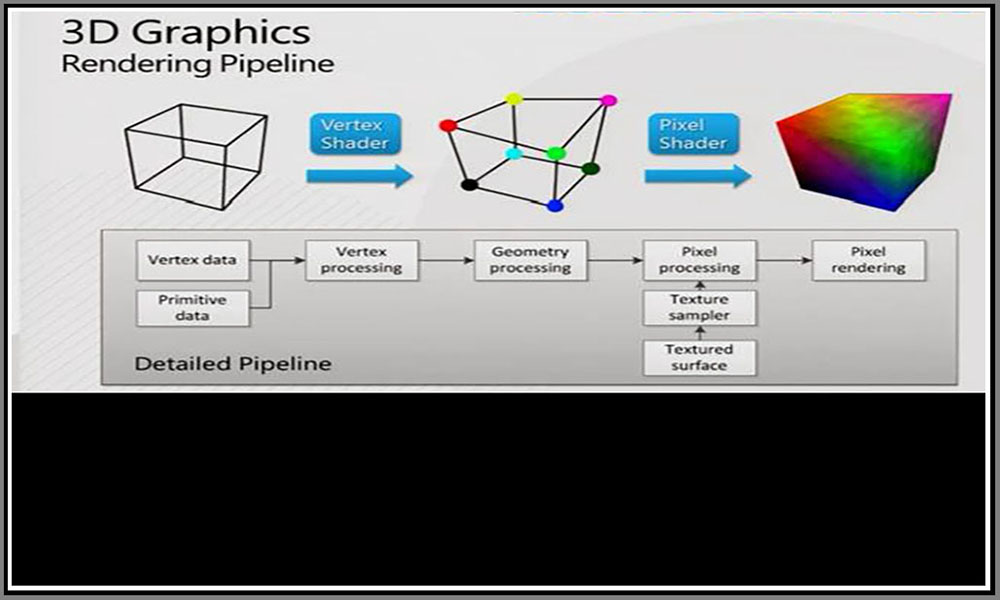 3D Graphics
Rendering Pipeline
Vertex
Shader
Pixel
Shader
Vertex data
Vertex
processing
Geometry
processing
Pixel
processing
Pixel
rendering
Primitive
data
Texture
sampler
Textured
surface
Detailed Pipeline